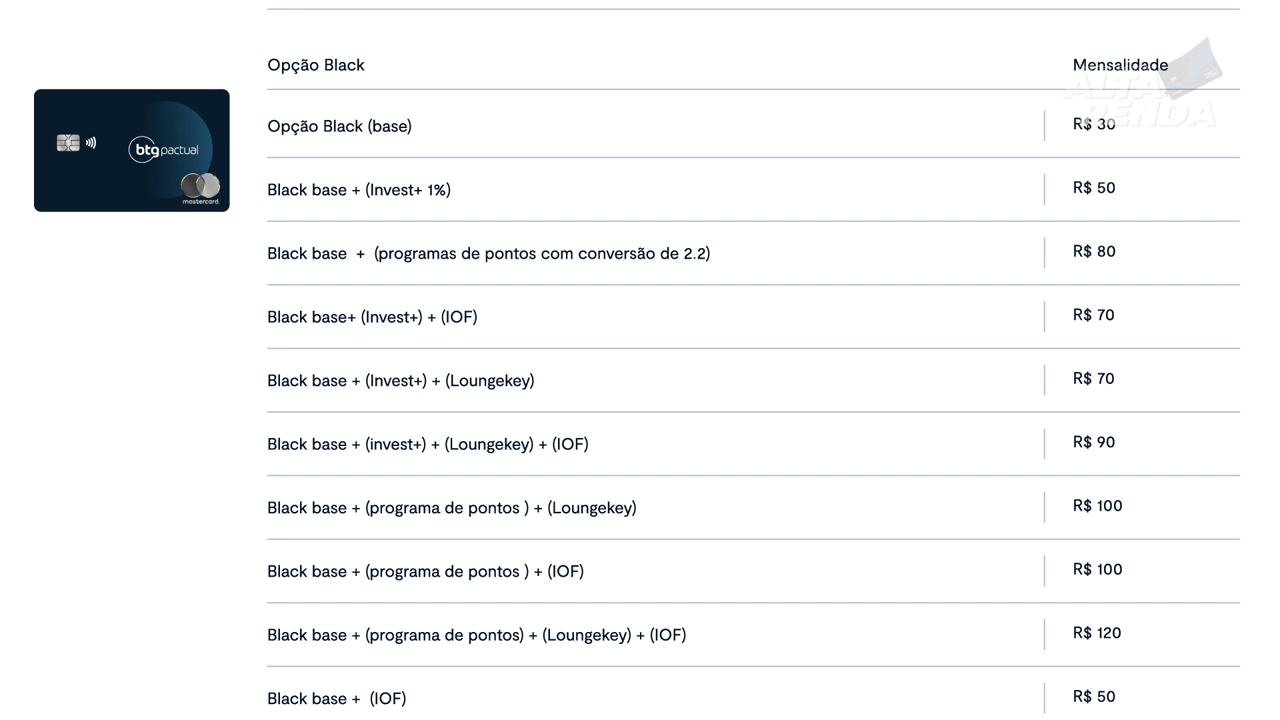 Opção Black Mensalidade
ALTA
RENDA
btg pactual
mastercard.
Opção Black (base) R$ 30
Black base + (Invest+ 1%) R$ 50
Black base + (programas de pontos com conversão de 2.2) R$ 80
Black base+ (Invest+) + (IOF) R$ 70
Black base + (Invest+) + (Loungekey) R$ 70
Black base + (invest+) + (Loungekey) + (IOF) R$ 90
Black base + (programa de pontos ) + (Loungekey) R$ 100
Black base + (programa de pontos ) + (IOF) R$ 100
Black base + (programa de pontos) + (Loungekey) + (IOF) R$ 120
Black base + (IOF) R$ 50